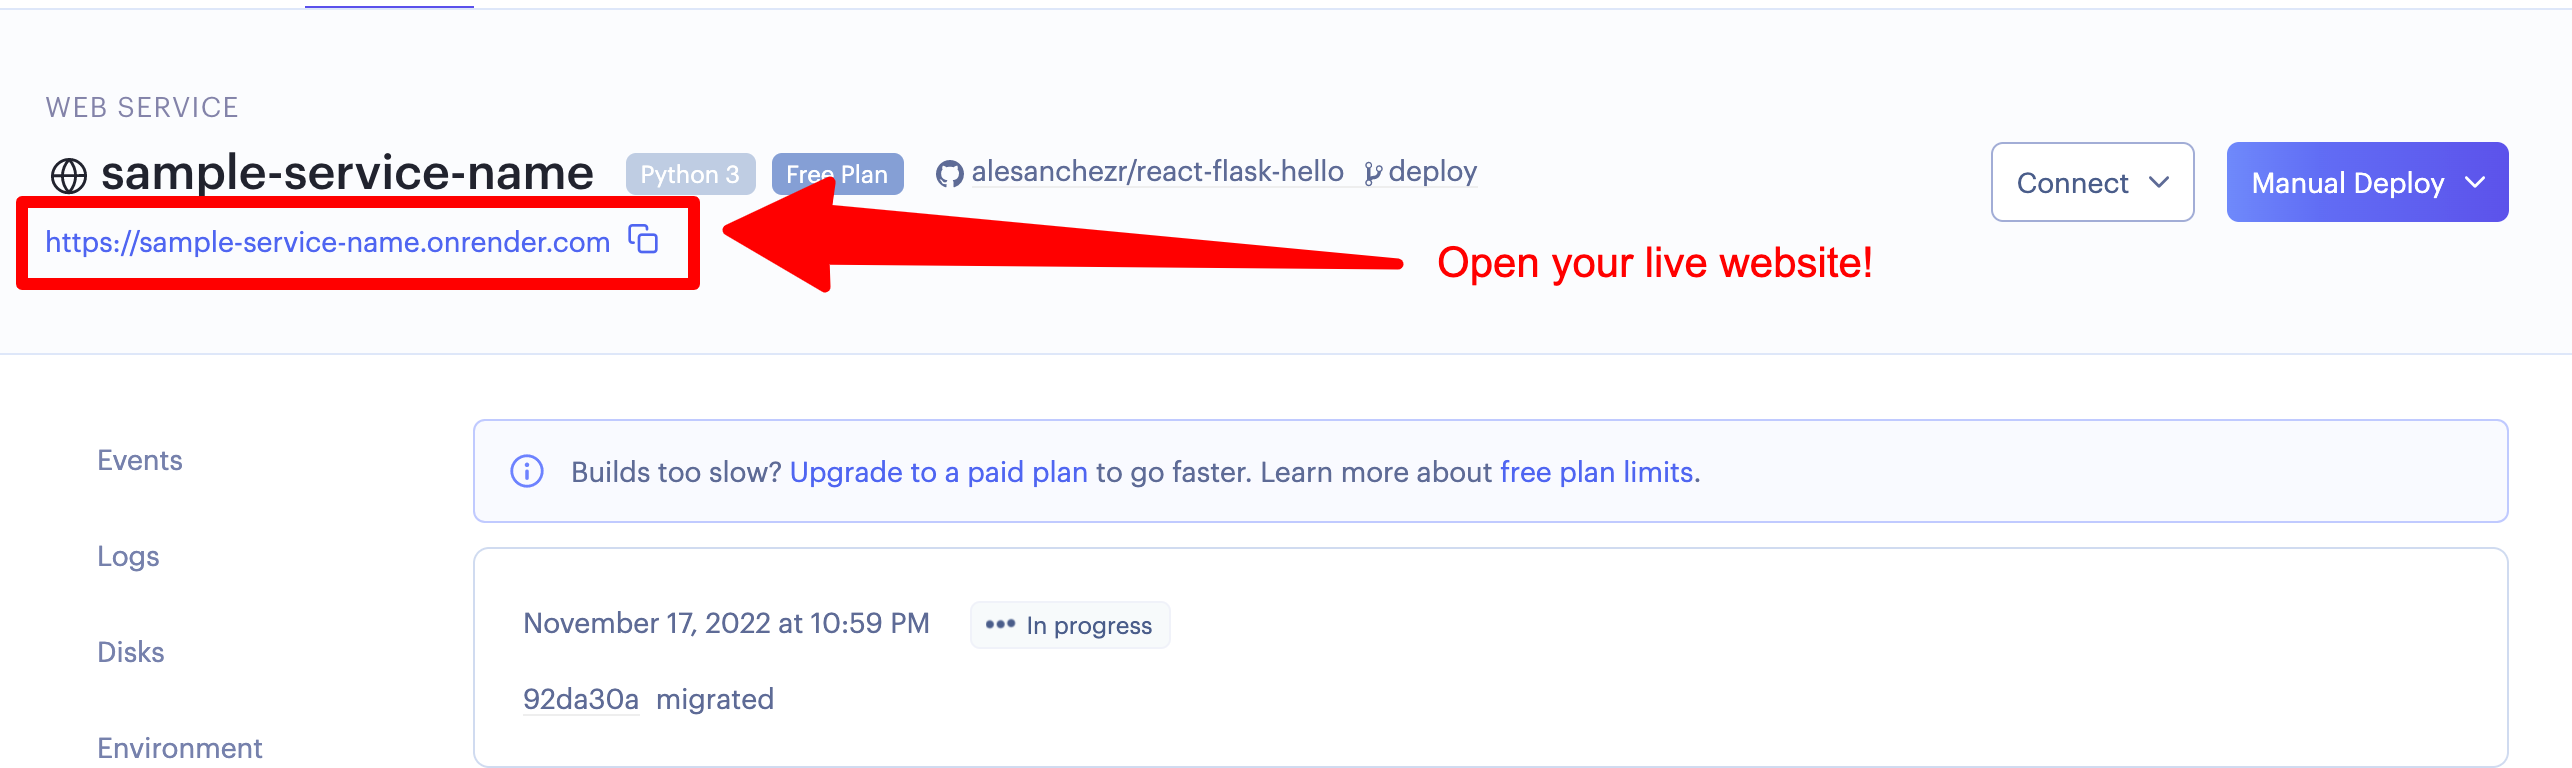 WEB SERVICE
sample-service-name Python 3 Free Plan alesanchezr/react-flask-hello deploy
Connect Manual Deploy
https://sample-service-name.onrender.com
Open your live website!
Events
Builds too slow? Upgrade to a paid plan to go faster. Learn more about free plan limits.
Logs
November 17, 2022 at 10:59 PM ••• In progress
Disks
92da30a migrated
Environment